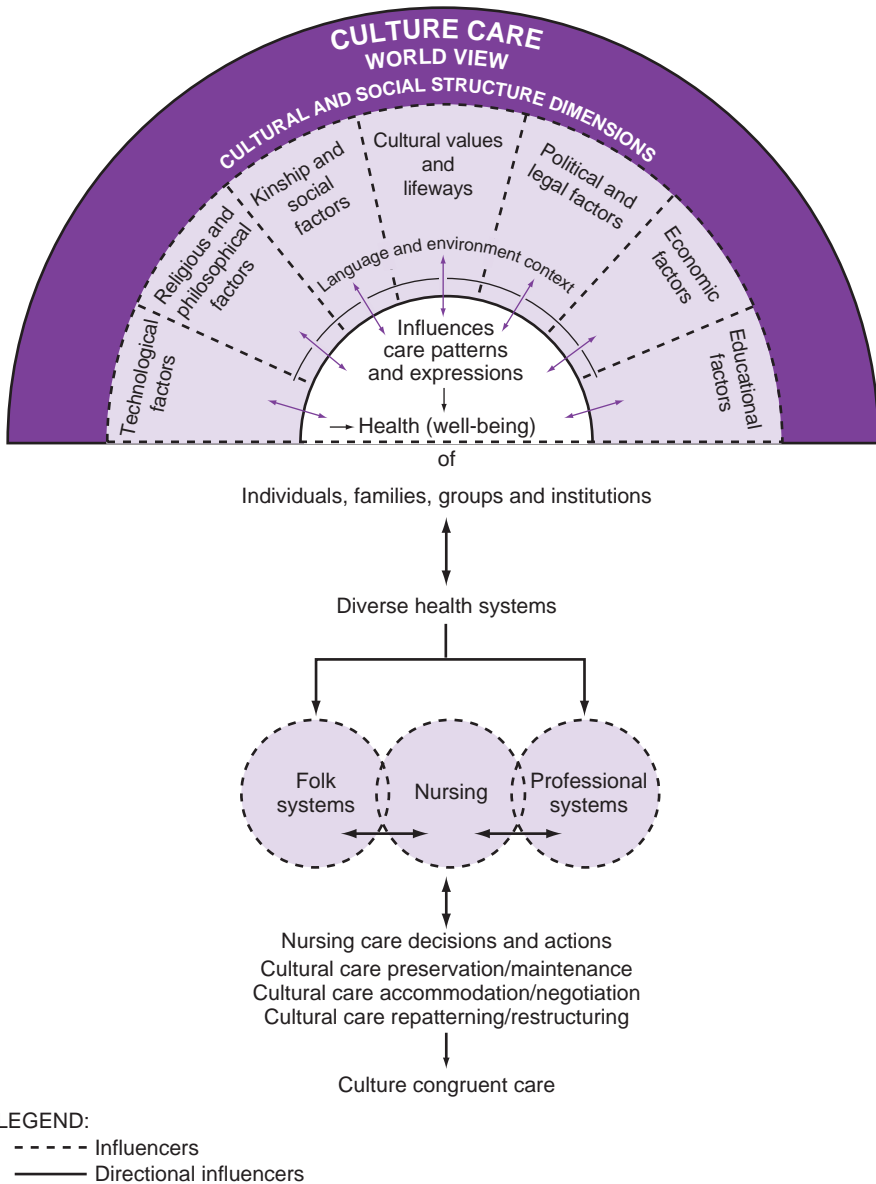 CULTURE CARE
WORLD VIEW
CULTURAL AND SOCIAL STRUCTURE DIMENSIONS
Technological
factors
Religious and
philosophical
factors
Kinship and
social
factors
Cultural values
and
lifeways
Political and
legal factors
Economic
factors
Educational
factors
Language and environment context
Influences
care patterns
and expressions
Health (well-being)
of
Individuals, families, groups and institutions
Diverse health systems
Folk
systems
Nursing
Professional
systems
Nursing care decisions and actions
Cultural care preservation/maintenance
Cultural care accommodation/negotiation
Cultural care repatterning/restructuring
Culture congruent care
LEGEND:
Influencers
Directional influencers